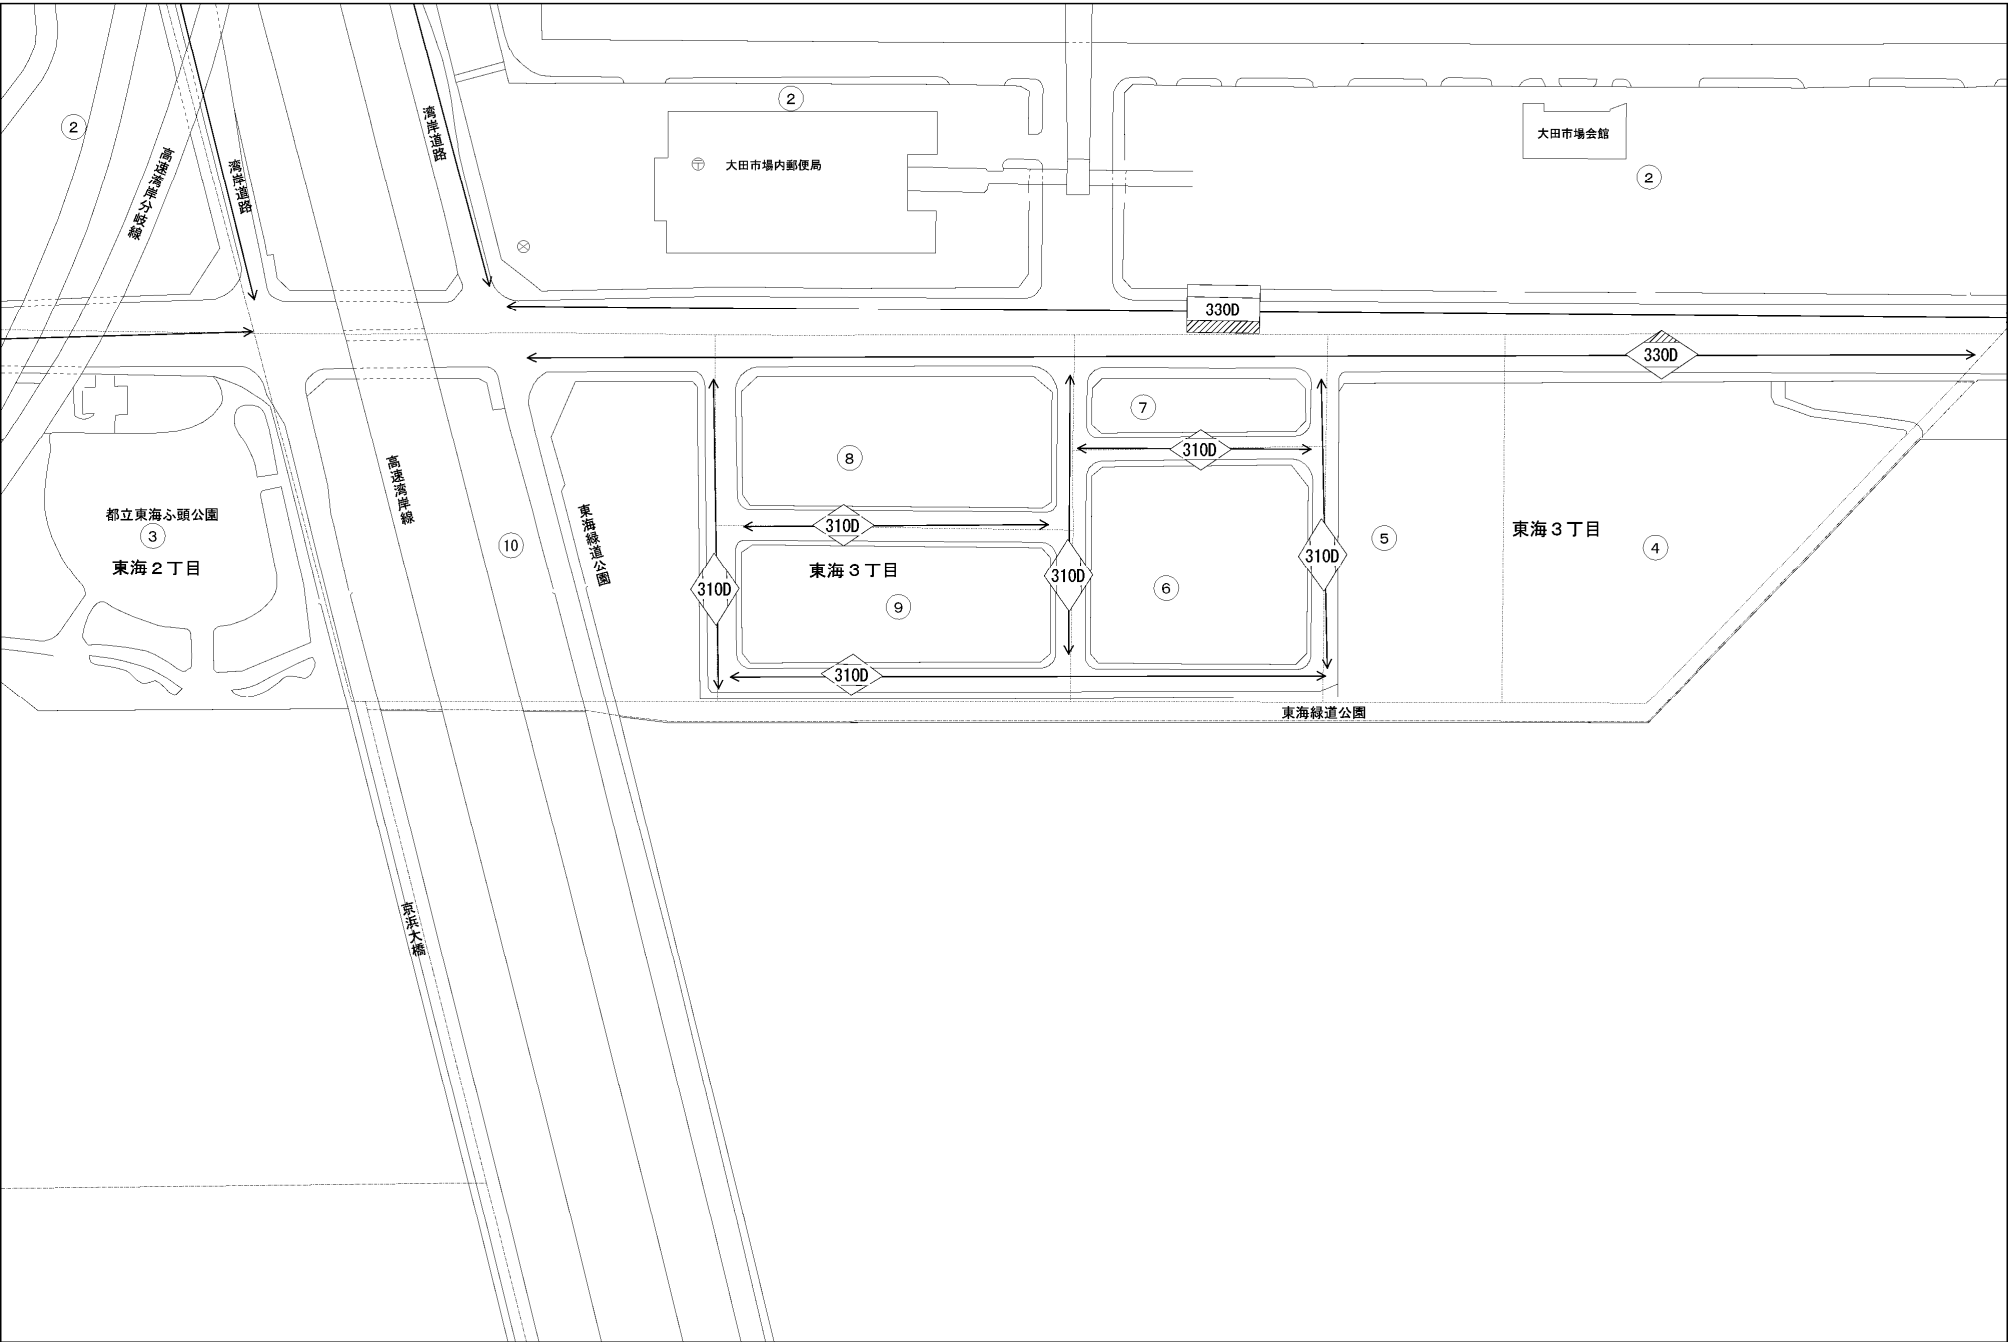 ②
②
湾岸道路
湾岸道路
高速湾岸分岐線
大田市場内郵便局
大田市場会館
②
330D
330D
⑦
310D
⑧
310D
高速湾岸線
東海緑道公園
都立東海ふ頭公園
③
東海２丁目
⑩
東海３丁目
⑨
310D
310D
⑥
310D
⑤
東海３丁目
④
310D
東海緑道公園
京浜大橋